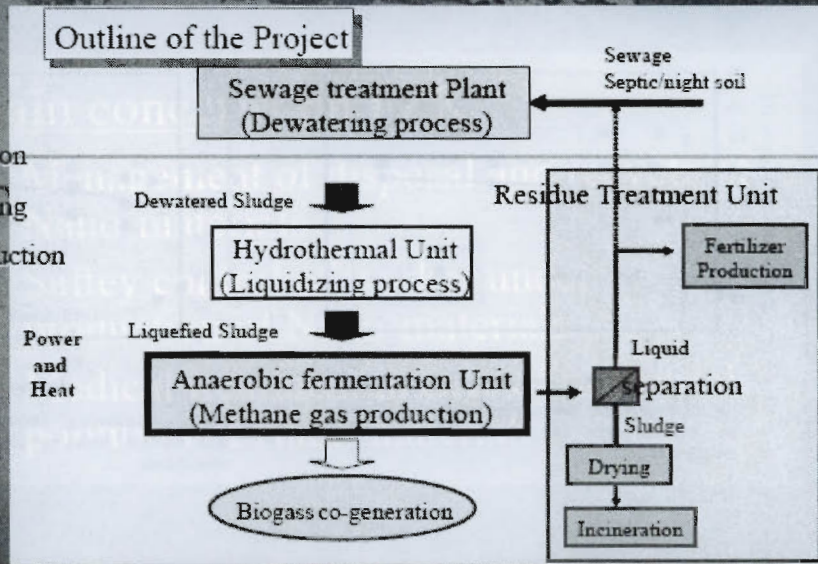 Outline of the Project
Sewage
Septic/night soil
Sewage treatment Plant
(Dewatering process)
Dewatered Sludge
Residue Treatment Unit
Hydrothermal Unit
(Liquidizing process)
Fertilizer
Production
Liquefied Sludge
Power
and
Heat
Anaerobic fermentation Unit
(Methane gas production)
Liquid
separation
Sludge
Drying
Biogass co-generation
Incineration